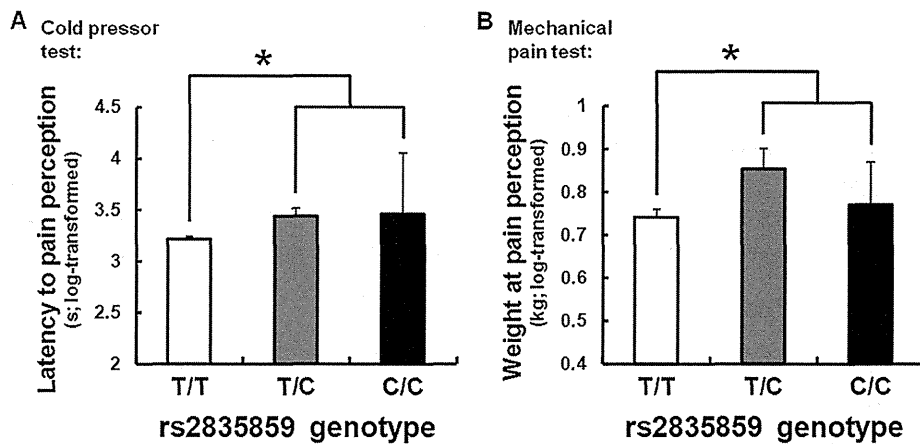 A Cold pressor
test:
*
Latency to pain perception
(s; log-transformed)
4.5
4
3.5
3
2.5
2
T/T T/C C/C
rs2835859 genotype
B Mechanical
pain test:
*
Weight at pain perception
(kg; log-transformed)
1
0.9
0.8
0.7
0.6
0.5
0.4
T/T T/C C/C
rs2835859 genotype